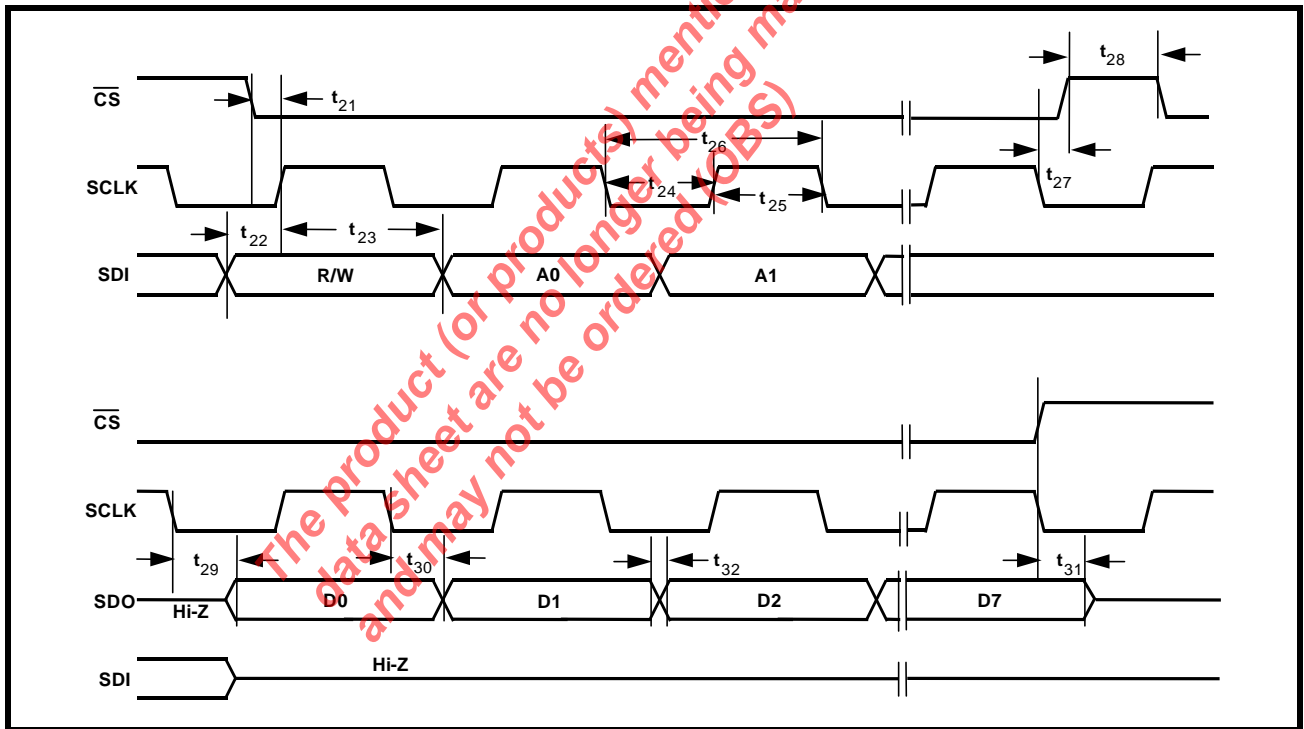 CS
t28
t21
t26
SCLK
t27
t24
t25
t22
t23
SDI
R/W
A0
A1
CS
SCLK
t29
t30
t32
t31
SDO
Hi-Z
D0
D1
D2
D7
SDI
Hi-Z
The product (or products) mentio
data sheet are no longer being ma
and may not be ordered (OBS)